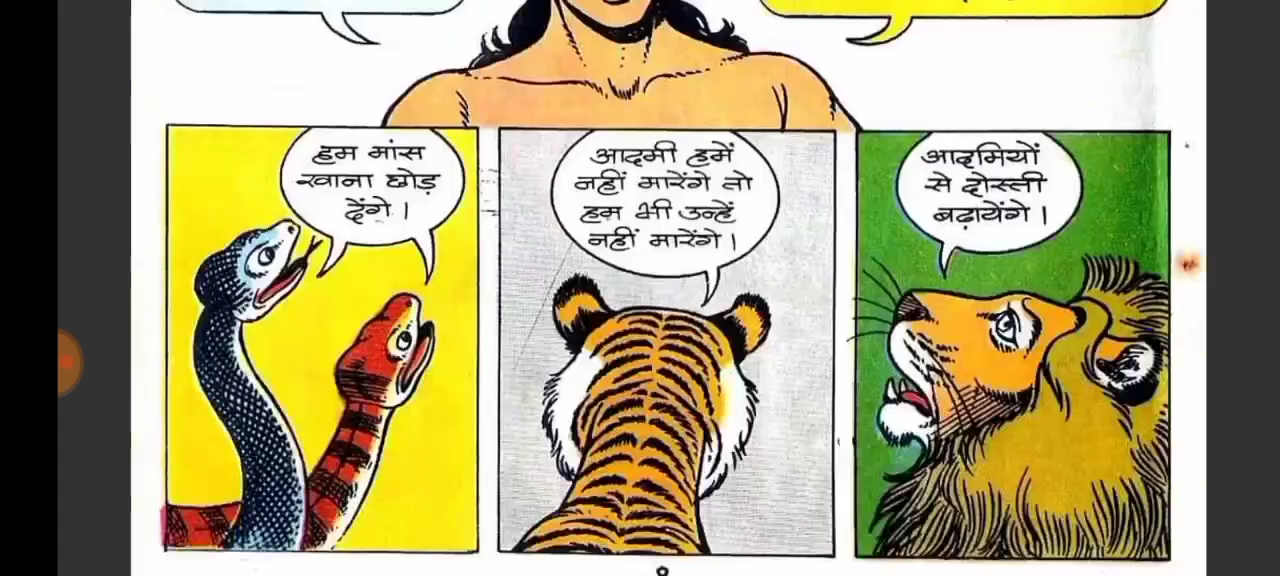 हम मांस
खाना छोड़
देंगे ।
आदमी हमें
नहीं मारेंगे तो
हम भी उन्हें
नहीं मारेंगे ।
आदमियों
से दोस्ती
बढ़ायेंगे ।